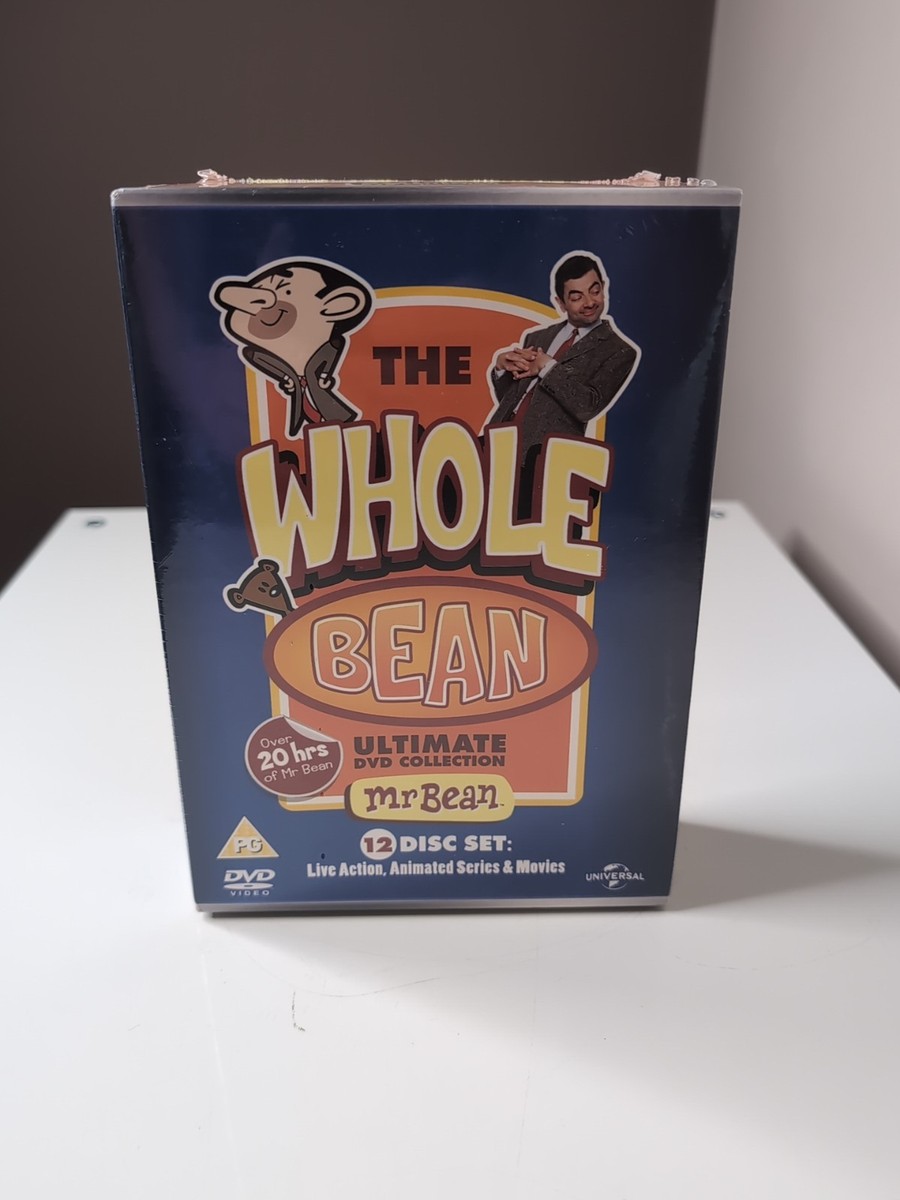 THE
WHOLE
BEAN
Over
20 hrs
of Mr Bean
ULTIMATE
DVD COLLECTION
mr Bean™
12 DISC SET:
Live Action, Animated Series & Movies
PG
DVD
VIDEO
UNIVERSAL